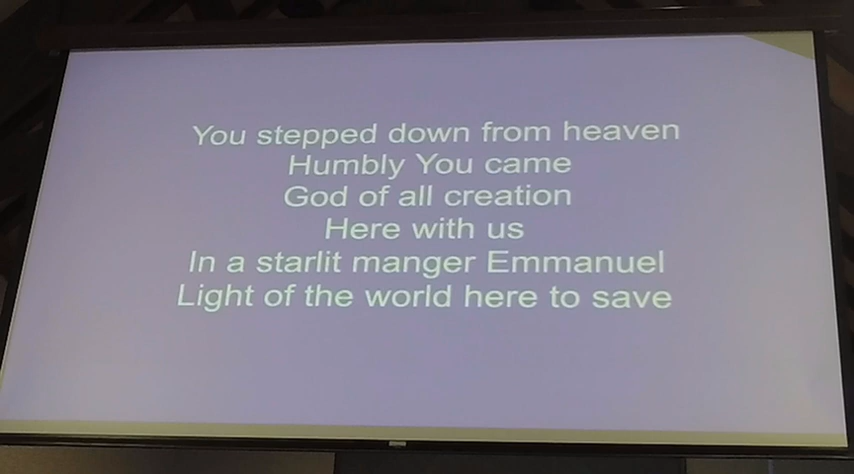 You stepped down from heaven
Humbly You came
God of all creation
Here with us
In a starlit manger Emmanuel
Light of the world here to save